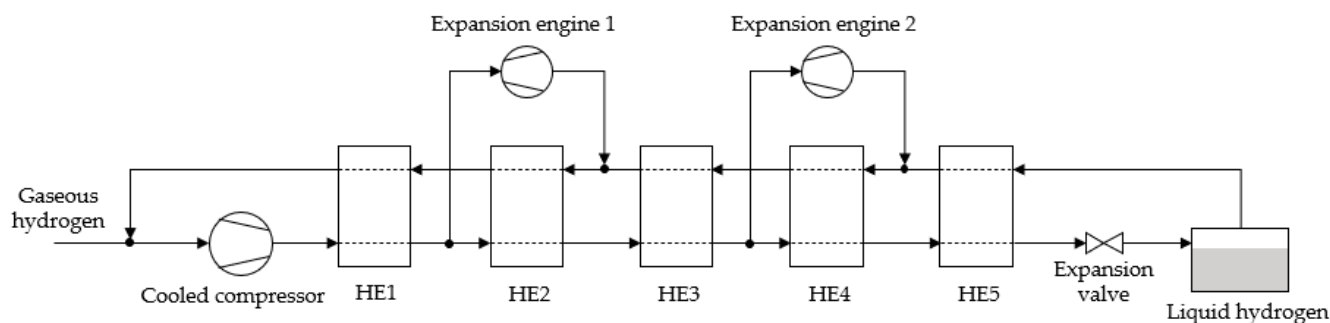 Expansion engine 1
Expansion engine 2
Gaseous
hydrogen
Cooled compressor
HE1
HE2
HE3
HE4
HE5
Expansion
valve
Liquid hydrogen